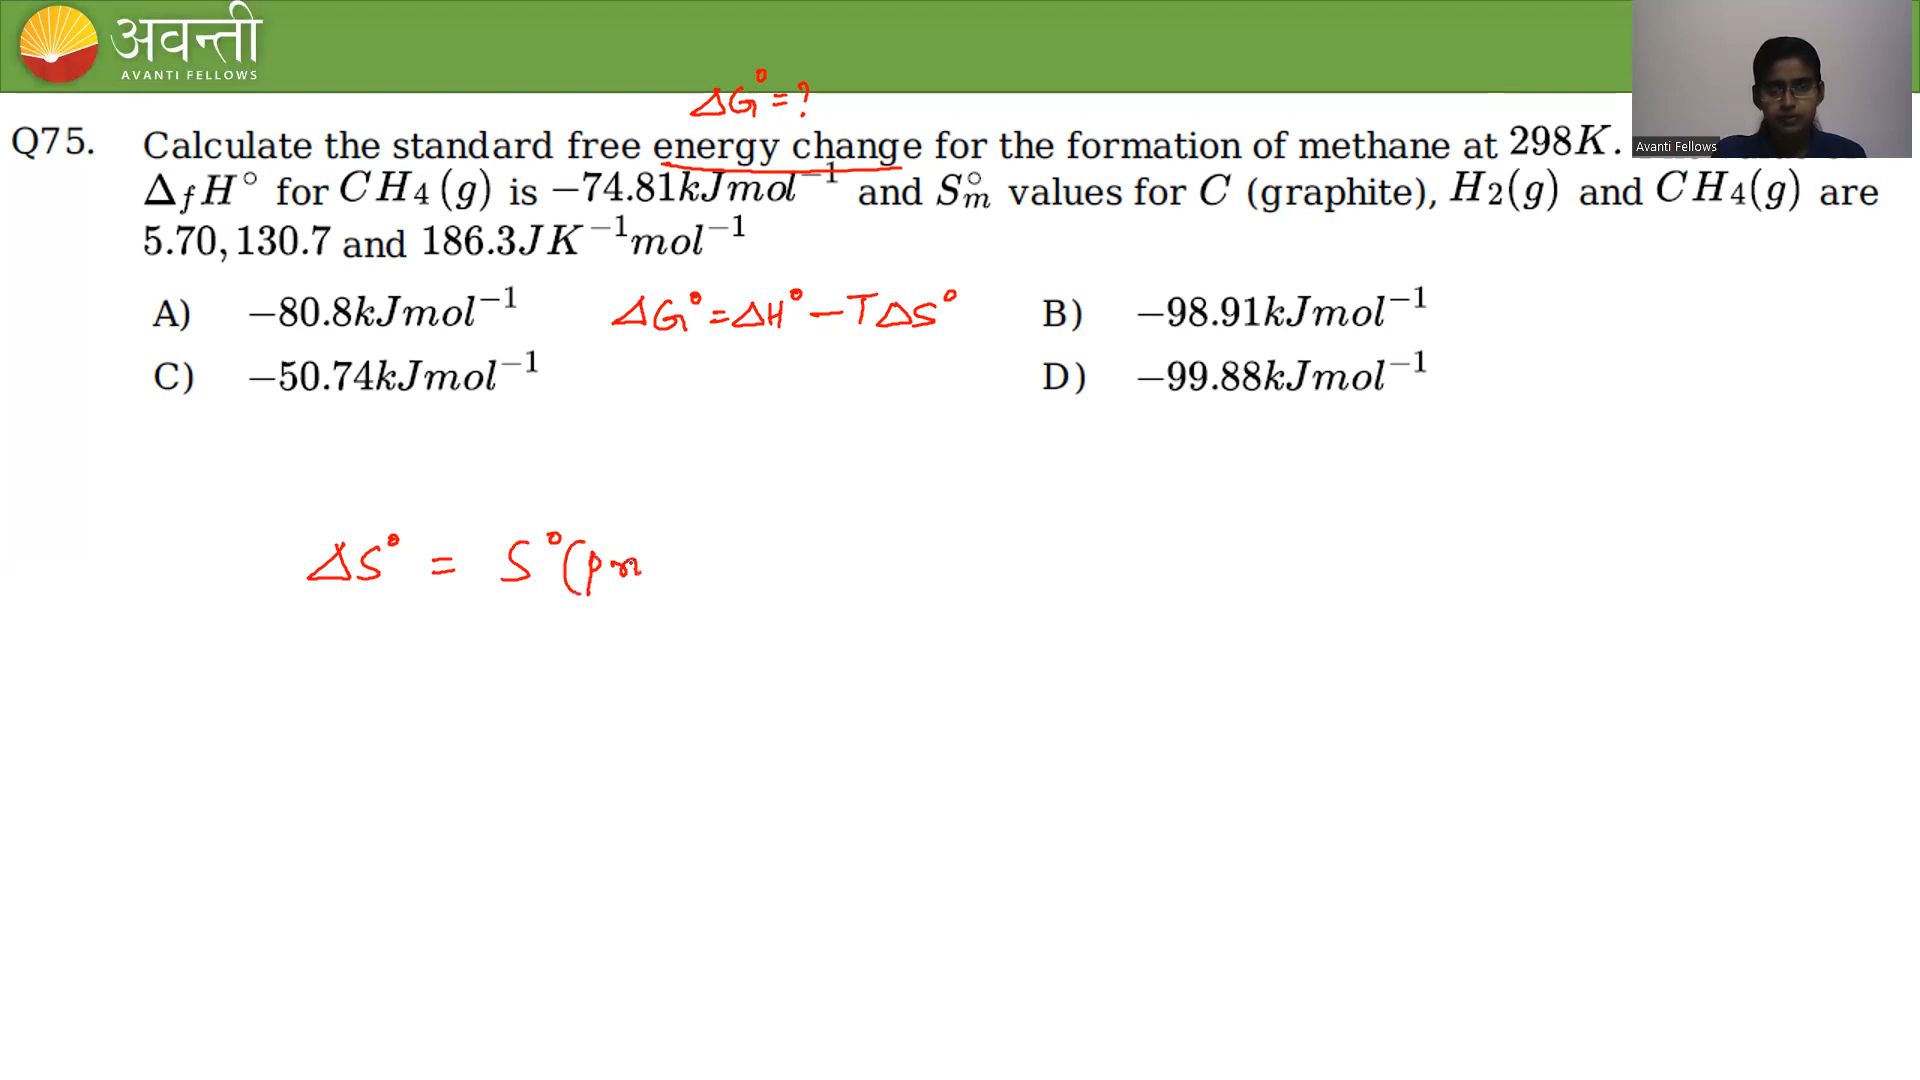 अवन्ती
AVANTI FELLOWS
ΔG° = ?
Q75. Calculate the standard free energy change for the formation of methane at 298K.
Avanti Fellows
Δ_f H° for CH₄(g) is −74.81kJmol⁻¹ and S°ₘ values for C (graphite), H₂(g) and CH₄(g) are
5.70, 130.7 and 186.3JK⁻¹mol⁻¹
A) −80.8kJmol⁻¹ ΔG° = ΔH° − TΔS° B) −98.91kJmol⁻¹
C) −50.74kJmol⁻¹ D) −99.88kJmol⁻¹
ΔS° = S°(pr